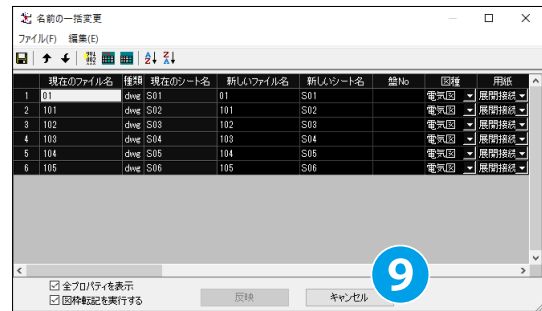 名前の一括変更
ファイル(F) 編集(E)
現在のファイル名 種類 現在のシート名 新しいファイル名 新しいシート名 盤No 図種 用紙
1 01 dwg S01 01 S01 電気図 展開接続
2 101 dwg S02 101 S02 電気図 展開接続
3 102 dwg S03 102 S03 電気図 展開接続
4 103 dwg S04 103 S04 電気図 展開接続
5 104 dwg S05 104 S05 電気図 展開接続
6 105 dwg S06 105 S06 電気図 展開接続
全プロパティを表示
図枠転記を実行する
反映 キャンセル
9